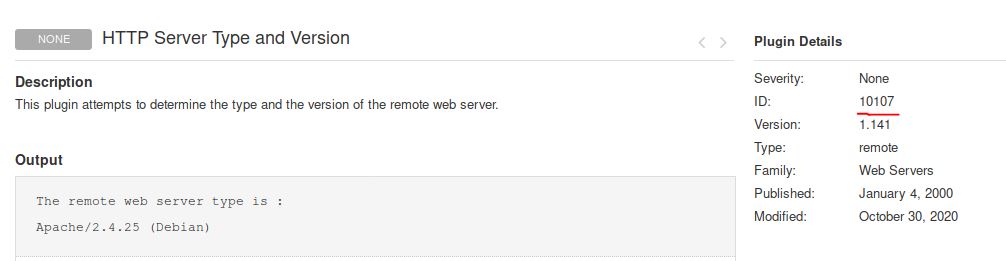 NONE HTTP Server Type and Version
Description
This plugin attempts to determine the type and the version of the remote web server.
Output
The remote web server type is :
Apache/2.4.25 (Debian)
Plugin Details
Severity: None
ID: 10107
Version: 1.141
Type: remote
Family: Web Servers
Published: January 4, 2000
Modified: October 30, 2020